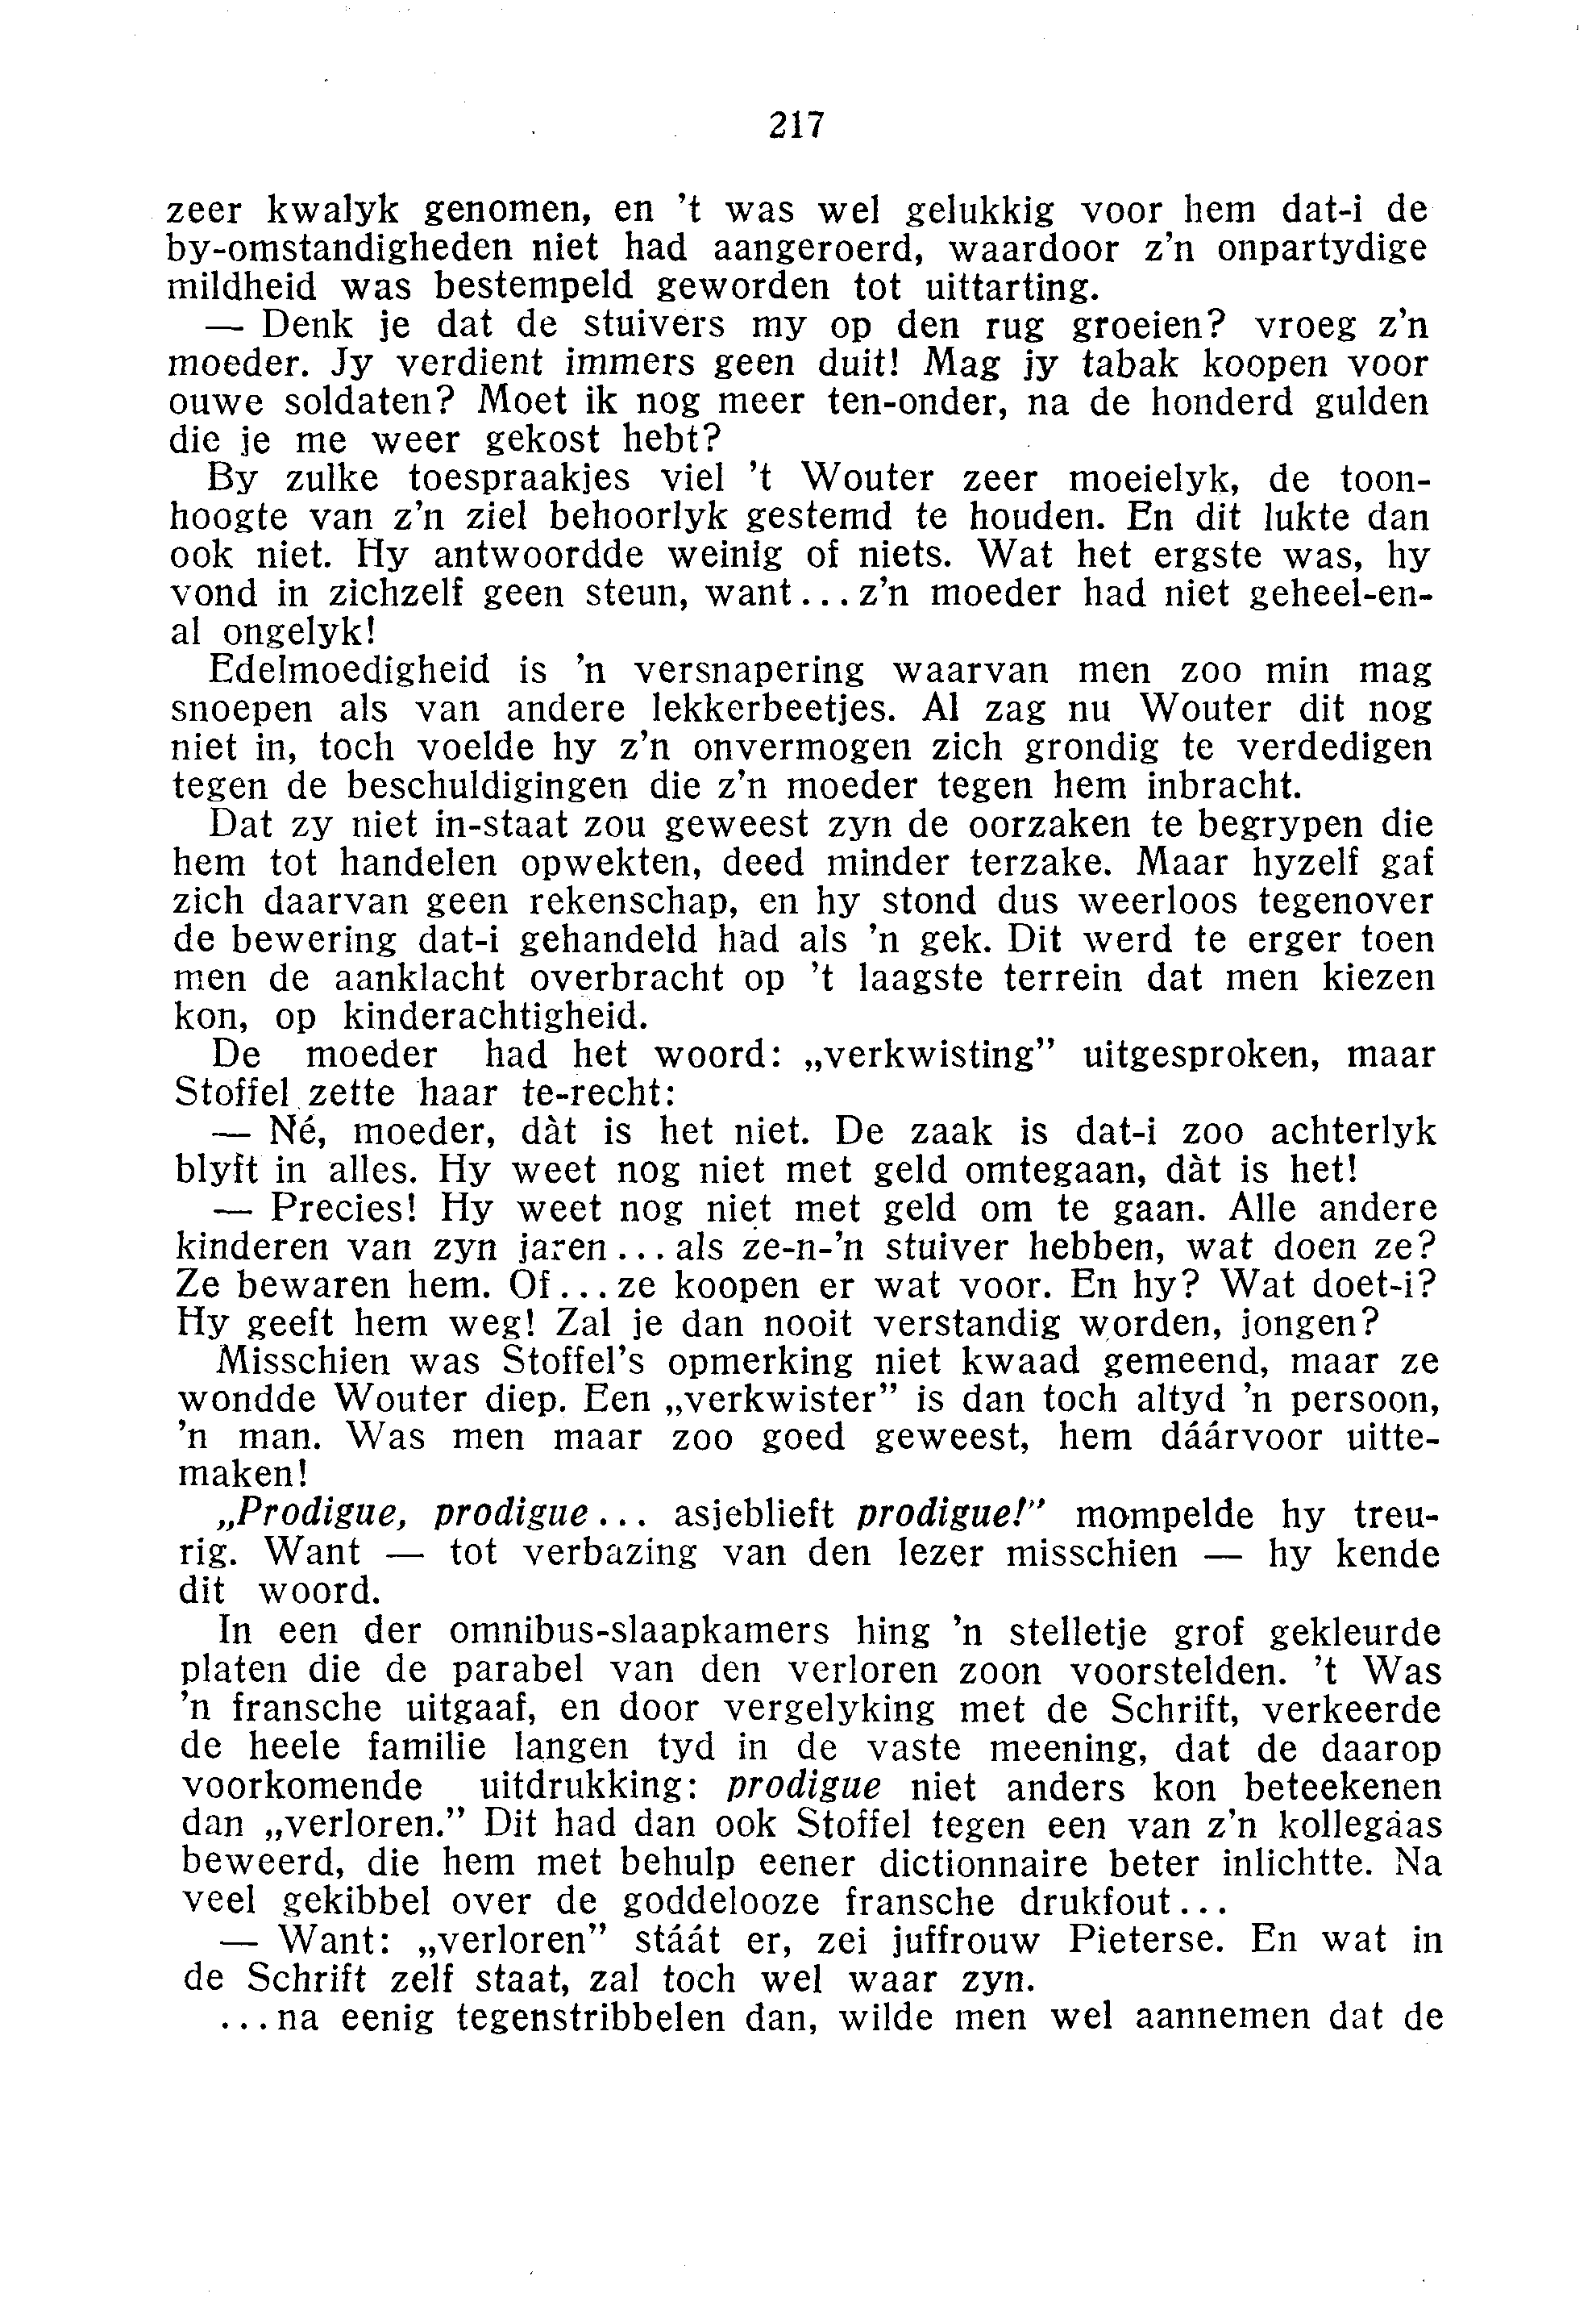 217
zeer kwalyk genomen, en 't was wel gelukkig voor hem dat-i de
by-omstandigheden niet had aangeroerd, waardoor z'n onpartydige
mildheid was bestempeld geworden tot uittarting.
— Denk je dat de stuivers my op den rug groeien? vroeg z'n
moeder. Jy verdient immers geen duit! Mag jy tabak koopen voor
ouwe soldaten? Moet ik nog meer ten-onder, na de honderd gulden
die je me weer gekost hebt?
By zulke toespraakjes viel 't Wouter zeer moeielyk, de toon-
hoogte van z'n ziel behoorlyk gestemd te houden. En dit lukte dan
ook niet. Hy antwoordde weinig of niets. Wat het ergste was, hy
vond in zichzelf geen steun, want... z'n moeder had niet geheel-en-
al ongelyk!
Edelmoedigheid is 'n versnapering waarvan men zoo min mag
snoepen als van andere lekkerbeetjes. Al zag nu Wouter dit nog
niet in, toch voelde hy z'n onvermogen zich grondig te verdedigen
tegen de beschuldigingen die z'n moeder tegen hem inbracht.
Dat zy niet in-staat zou geweest zyn de oorzaken te begrypen die
hem tot handelen opwekten, deed minder terzake. Maar hyzelf gaf
zich daarvan geen rekenschap, en hy stond dus weerloos tegenover
de bewering dat-i gehandeld had als 'n gek. Dit werd te erger toen
men de aanklacht overbracht op 't laagste terrein dat men kiezen
kon, op kinderachtigheid.
De moeder had het woord: „verkwisting” uitgesproken, maar
Stoffel zette haar te-recht:
— Né, moeder, dàt is het niet. De zaak is dat-i zoo achterlyk
blyft in alles. Hy weet nog niet met geld omtegaan, dàt is het!
— Precies! Hy weet nog niet met geld om te gaan. Alle andere
kinderen van zyn jaren... als ze-n-'n stuiver hebben, wat doen ze?
Ze bewaren hem. Of... ze koopen er wat voor. En hy? Wat doet-i?
Hy geeft hem weg! Zal je dan nooit verstandig worden, jongen?
Misschien was Stoffel's opmerking niet kwaad gemeend, maar ze
wondde Wouter diep. Een „verkwister” is dan toch altyd 'n persoon,
'n man. Was men maar zoo goed geweest, hem dáárvoor uitte-
maken!
„Prodigue, prodigue... asjeblieft prodigue!” mompelde hy treu-
rig. Want — tot verbazing van den lezer misschien — hy kende
dit woord.
In een der omnibus-slaapkamers hing 'n stelletje grof gekleurde
platen die de parabel van den verloren zoon voorstelden. 't Was
'n fransche uitgaaf, en door vergelyking met de Schrift, verkeerde
de heele familie langen tyd in de vaste meening, dat de daarop
voorkomende uitdrukking: prodigue niet anders kon beteekenen
dan „verloren.” Dit had dan ook Stoffel tegen een van z'n kollegaas
beweerd, die hem met behulp eener dictionnaire beter inlichtte. Na
veel gekibbel over de goddelooze fransche drukfout...
— Want: „verloren” stáát er, zei juffrouw Pieterse. En wat in
de Schrift zelf staat, zal toch wel waar zyn.
...na eenig tegenstribbelen dan, wilde men wel aannemen dat de